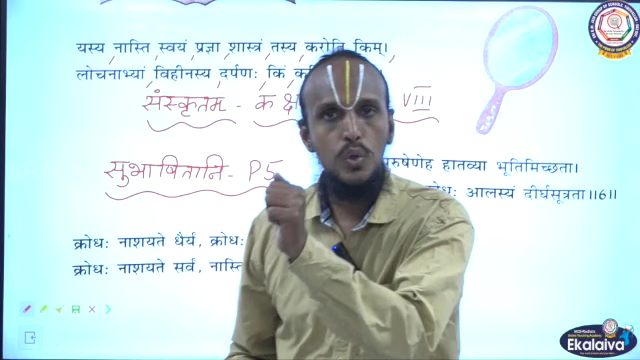 यस्य नास्ति स्वयं प्रज्ञा शास्त्रं तस्य करोति किम्।
लोचनाभ्यां विहीनस्य दर्पणः किं
संस्कृतम - क क्ष VIII
सुभाषितानि - P5
हातव्या भूतिमिच्छता।
आलस्यं दीर्घसूत्रता॥6॥
क्रोधः नाशयते धैर्यं, क्रोधः
क्रोधः नाशयते सर्वं, नास्ति
Ekalaiva